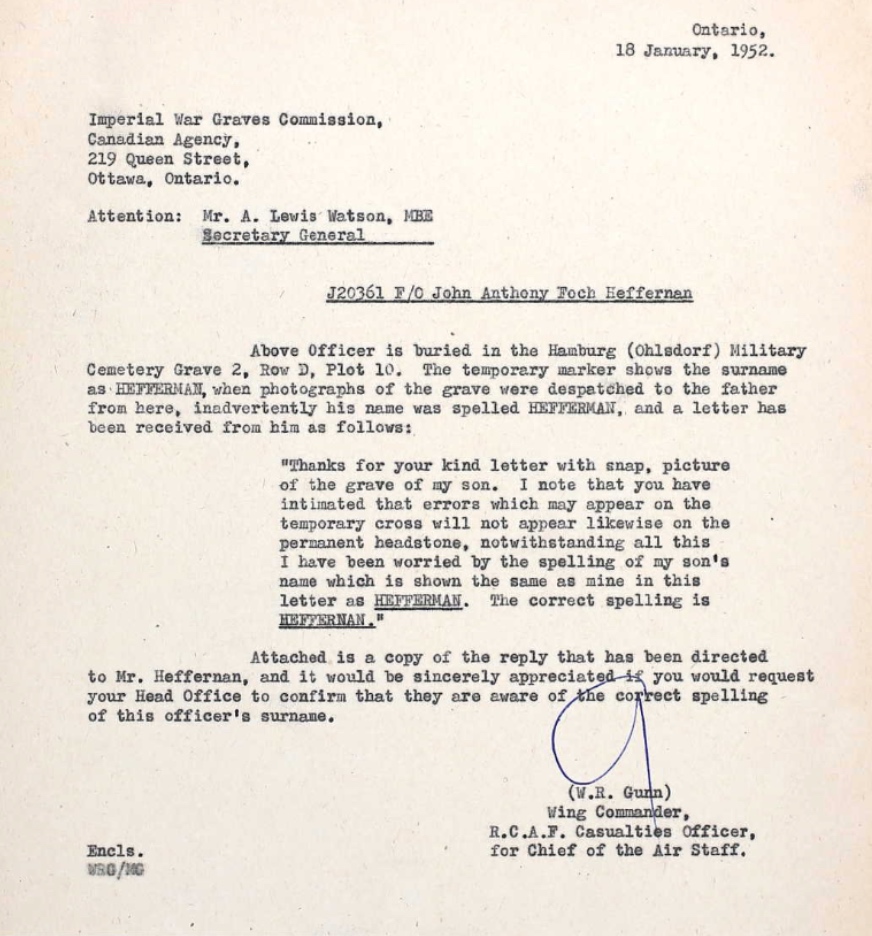 Ontario,
18 January, 1952.
Imperial War Graves Commission,
Canadian Agency,
219 Queen Street,
Ottawa, Ontario.
Attention: Mr. A. Lewis Watson, MBE
Secretary General
J20361 F/O John Anthony Foch Heffernan
Above Officer is buried in the Hamburg (Ohlsdorf) Military
Cemetery Grave 2, Row D, Plot 10. The temporary marker shows the surname
as HEFFERMAN, when photographs of the grave were despatched to the father
from here, inadvertently his name was spelled HEFFERMAN, and a letter has
been received from him as follows:
"Thanks for your kind letter with snap, picture
of the grave of my son. I note that you have
intimated that errors which may appear on the
temporary cross will not appear likewise on the
permanent headstone, notwithstanding all this
I have been worried by the spelling of my son's
name which is shown the same as mine in this
letter as HEFFERMAN. The correct spelling is
HEFFERNAN."
Attached is a copy of the reply that has been directed
to Mr. Heffernan, and it would be sincerely appreciated if you would request
your Head Office to confirm that they are aware of the correct spelling
of this officer's surname.
(W.R. Gunn)
Wing Commander,
R.C.A.F. Casualties Officer,
for Chief of the Air Staff.
Encls.